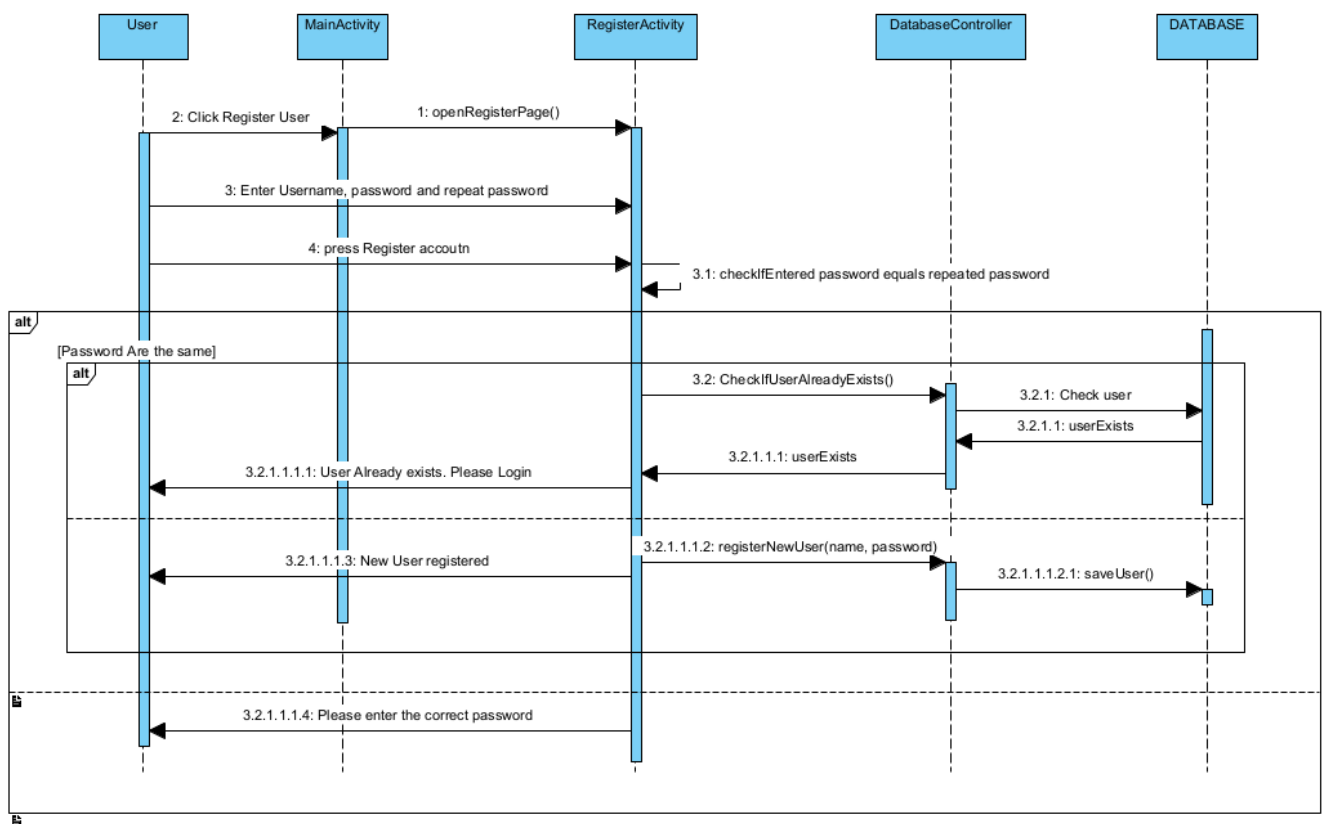 User
MainActivity
RegisterActivity
DatabaseController
DATABASE
2: Click Register User
1: openRegisterPage()
3: Enter Username, password and repeat password
4: press Register accoutn
3.1: checkIfEntered password equals repeated password
alt
[Password Are the same]
alt
3.2: CheckIfUserAlreadyExists()
3.2.1: Check user
3.2.1.1: userExists
3.2.1.1.1: userExists
3.2.1.1.1.1: User Already exists. Please Login
3.2.1.1.1.2: registerNewUser(name, password)
3.2.1.1.1.3: New User registered
3.2.1.1.1.2.1: saveUser()
3.2.1.1.1.4: Please enter the correct password